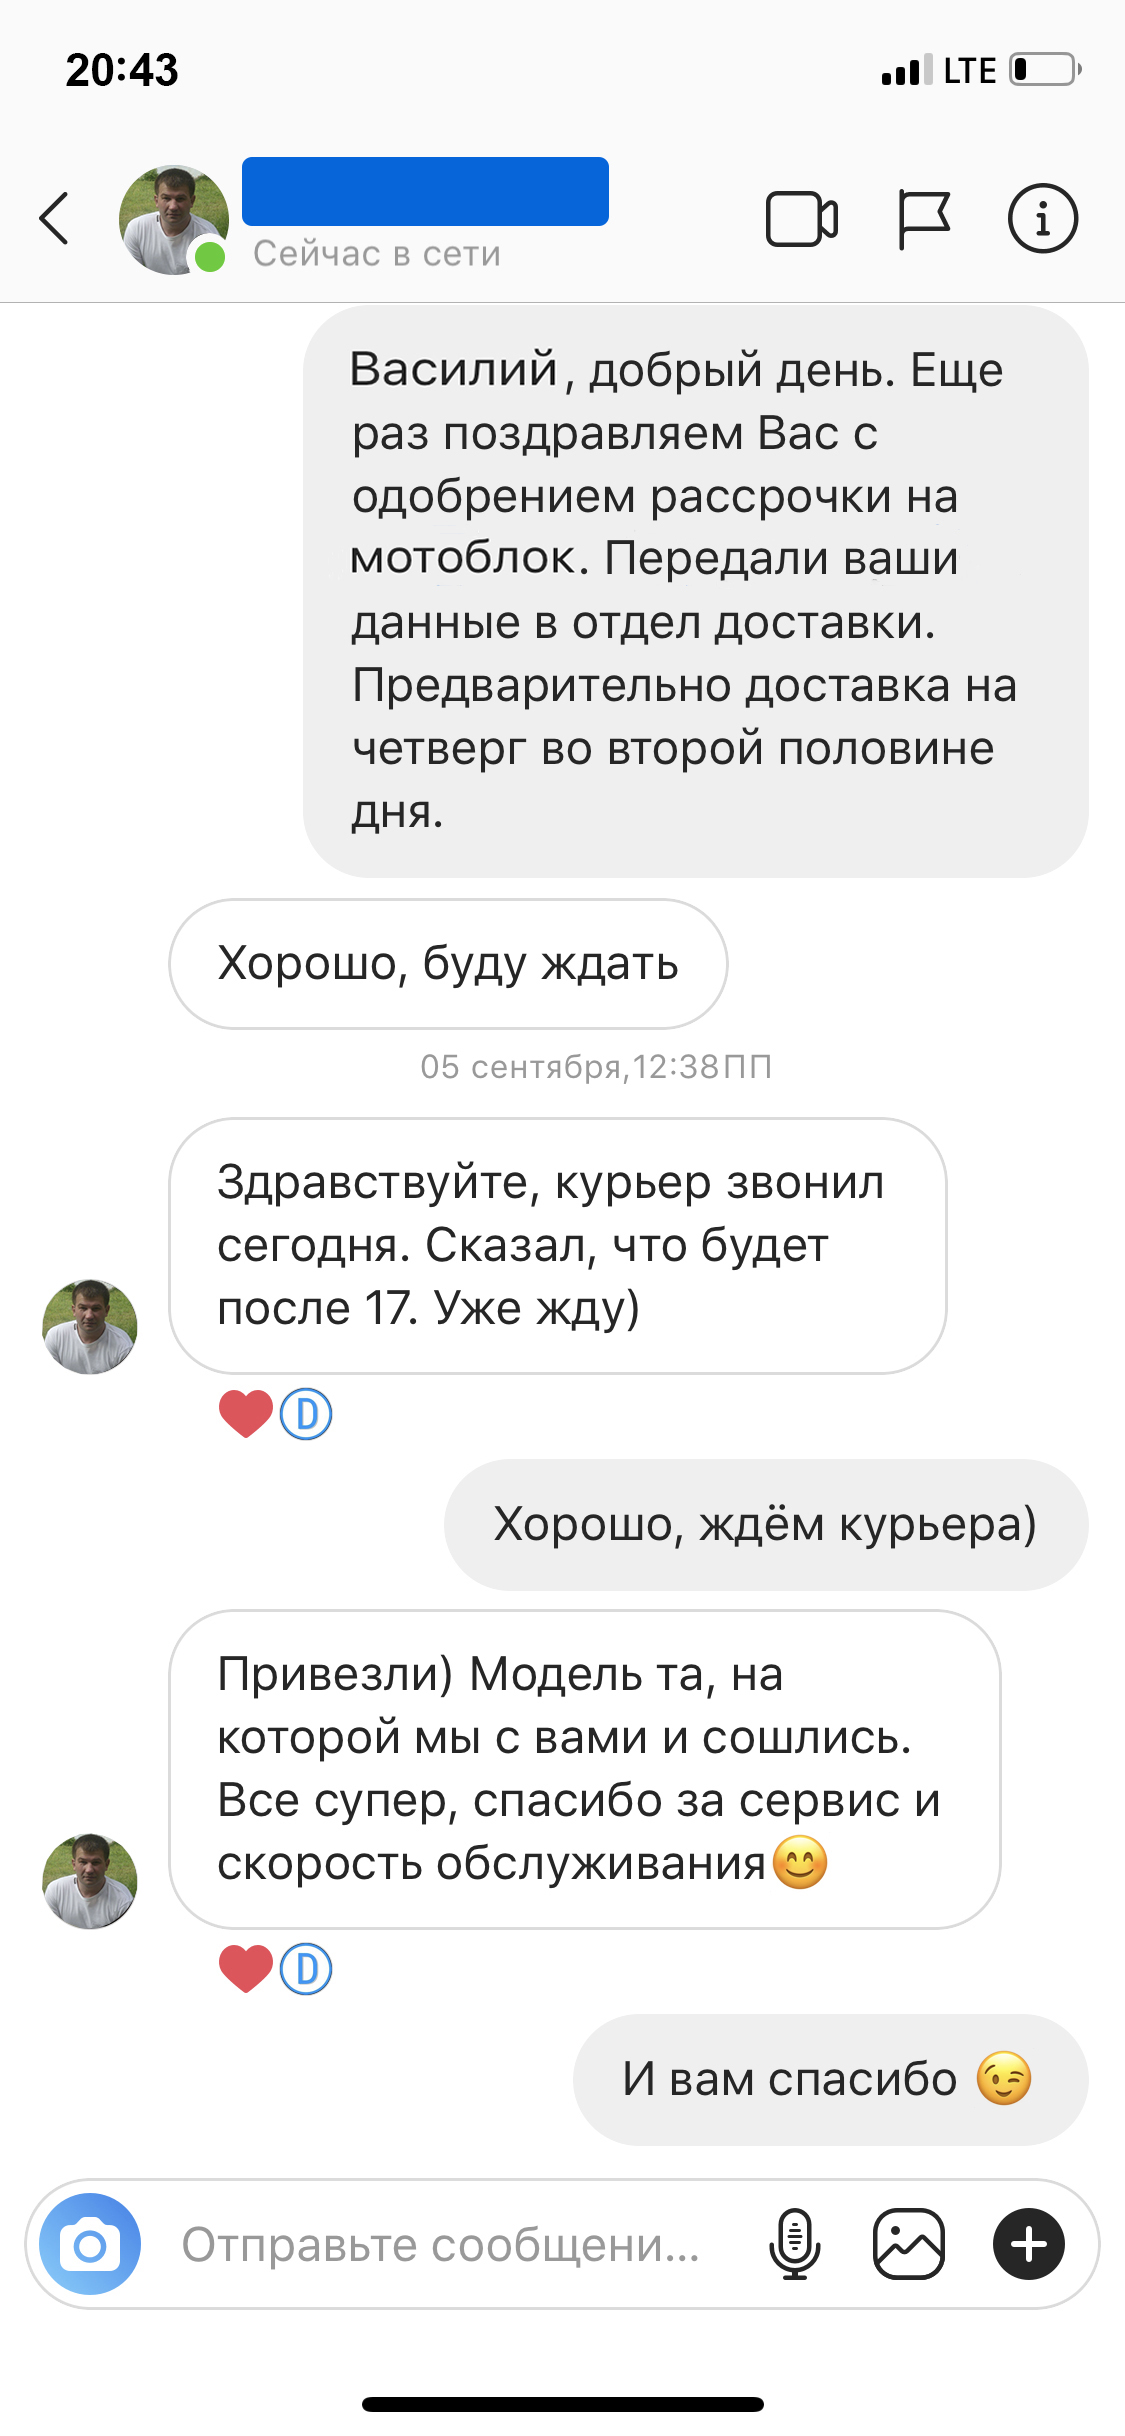 20:43
LTE
Сейчас в сети
Василий, добрый день. Еще
раз поздравляем Вас с
одобрением рассрочки на
мотоблок. Передали ваши
данные в отдел доставки.
Предварительно доставка на
четверг во второй половине
дня.
Хорошо, буду ждать
05 сентября,12:38ПП
Здравствуйте, курьер звонил
сегодня. Сказал, что будет
после 17. Уже жду)
D
Хорошо, ждём курьера)
Привезли) Модель та, на
которой мы с вами и сошлись.
Все супер, спасибо за сервис и
скорость обслуживания😊
D
И вам спасибо 😉
Отправьте сообщени...